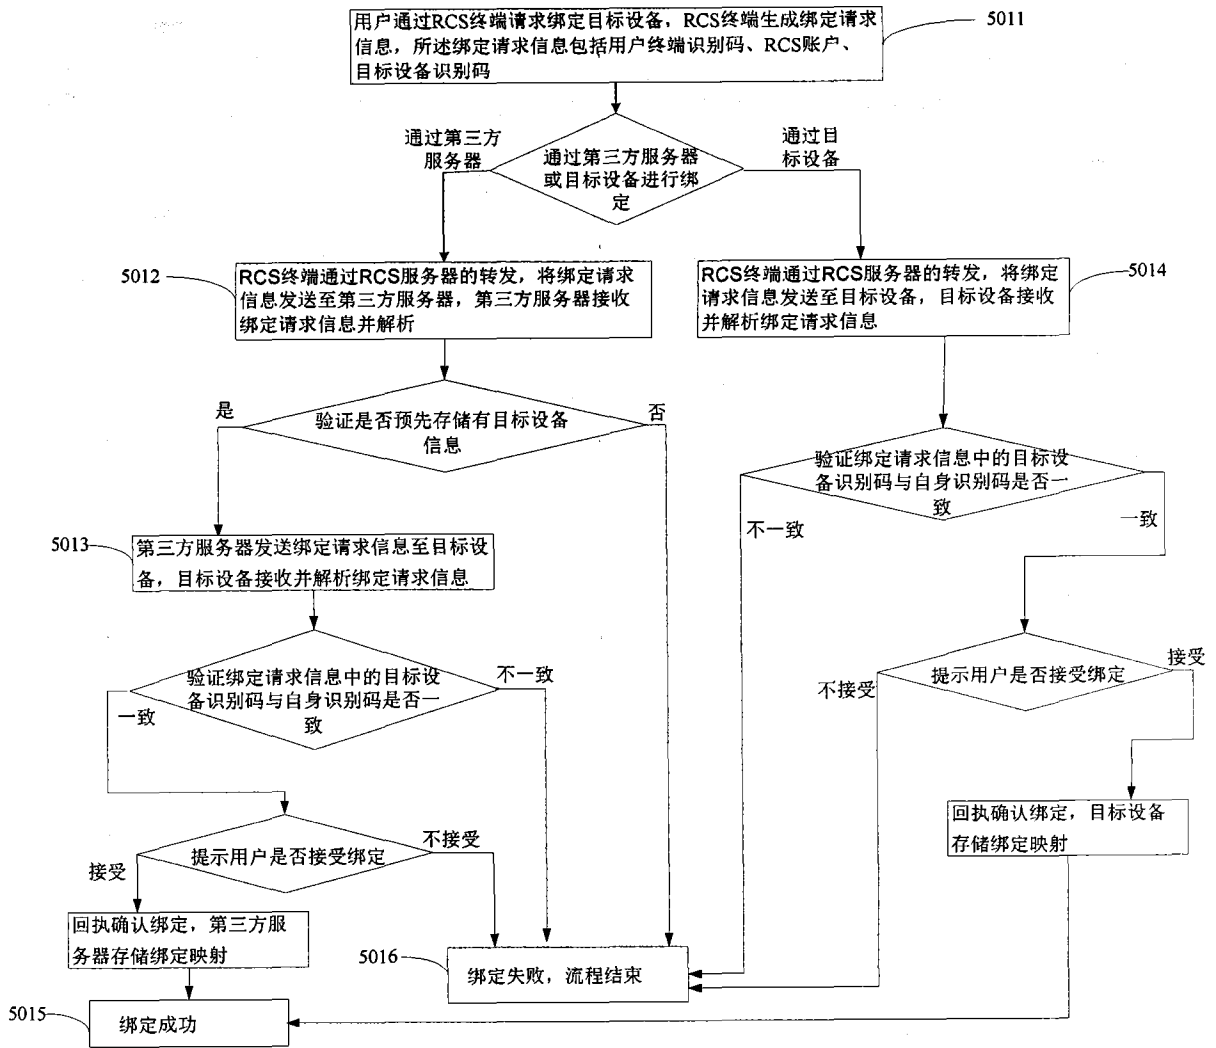 用户通过RCS终端请求绑定目标设备，RCS终端生成绑定请求
信息，所述绑定请求信息包括用户终端识别码、RCS账户、
目标设备识别码
5011
通过第三方
服务器
通过第三方服务器
或目标设备进行绑
定
通过目
标设备
5012
RCS终端通过RCS服务器的转发，将绑定请求
信息发送至第三方服务器，第三方服务器接收
绑定请求信息并解析
RCS终端通过RCS服务器的转发，将绑定
请求信息发送至目标设备，目标设备接收
并解析绑定请求信息
5014
是
验证是否预先存储有目标设备
信息
否
验证绑定请求信息中的目标设
备识别码与自身识别码是否一
致
不一致
一致
5013
第三方服务器发送绑定请求信息至目标设
备，目标设备接收并解析绑定请求信息
验证绑定请求信息中的目标设
备识别码与自身识别码是否一
致
不一致
一致
不接受
提示用户是否接受绑定
接受
回执确认绑定，目标设备
存储绑定映射
接受
提示用户是否接受绑定
不接受
回执确认绑定，第三方服
务器存储绑定映射
5016
绑定失败，流程结束
5015
绑定成功